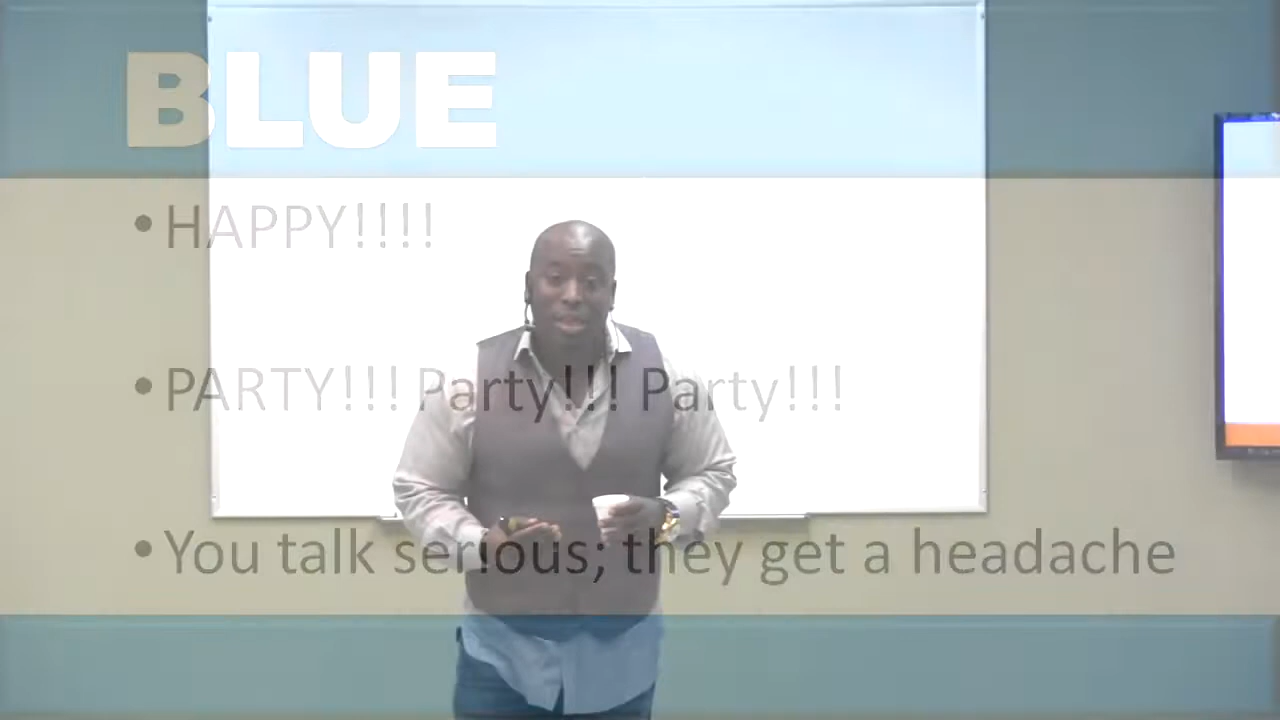 BLUE
•HAPPY!!!!
•PARTY!!! Party!!! Party!!!
•You talk serious; they get a headache